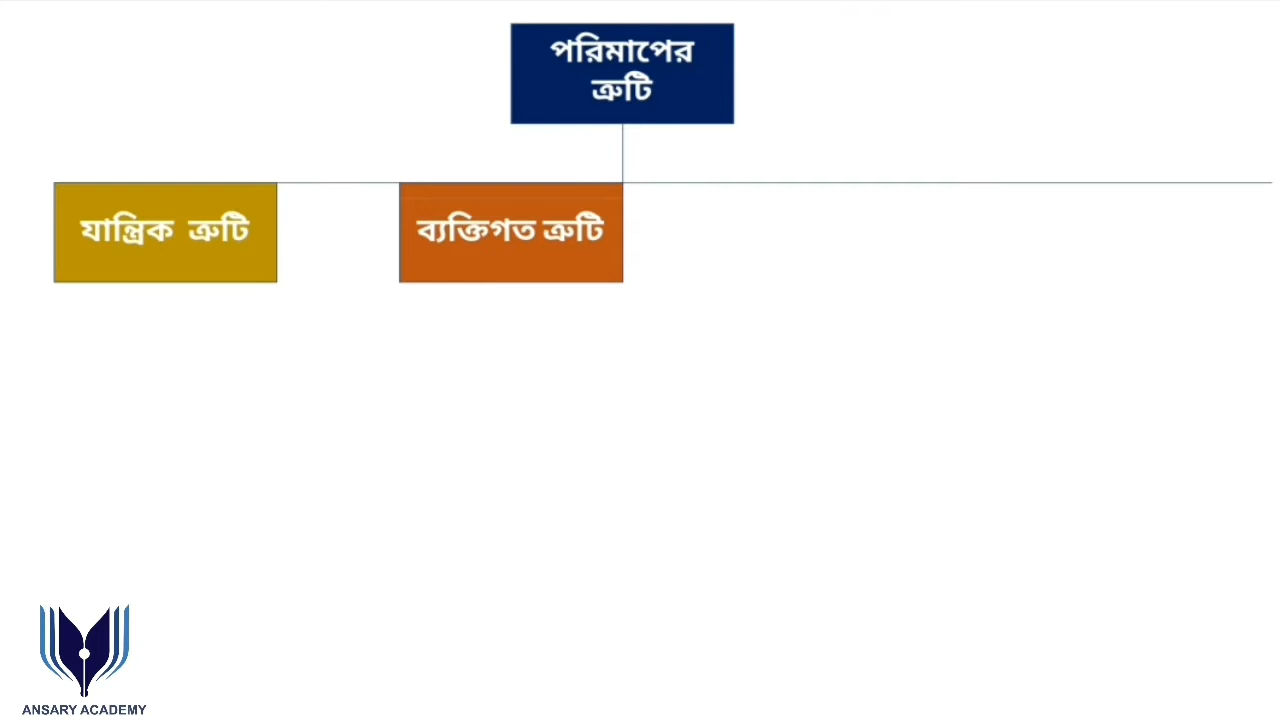 পরিমাপের
ত্রুটি
যান্ত্রিক ত্রুটি
ব্যক্তিগত ত্রুটি
ANSARY ACADEMY